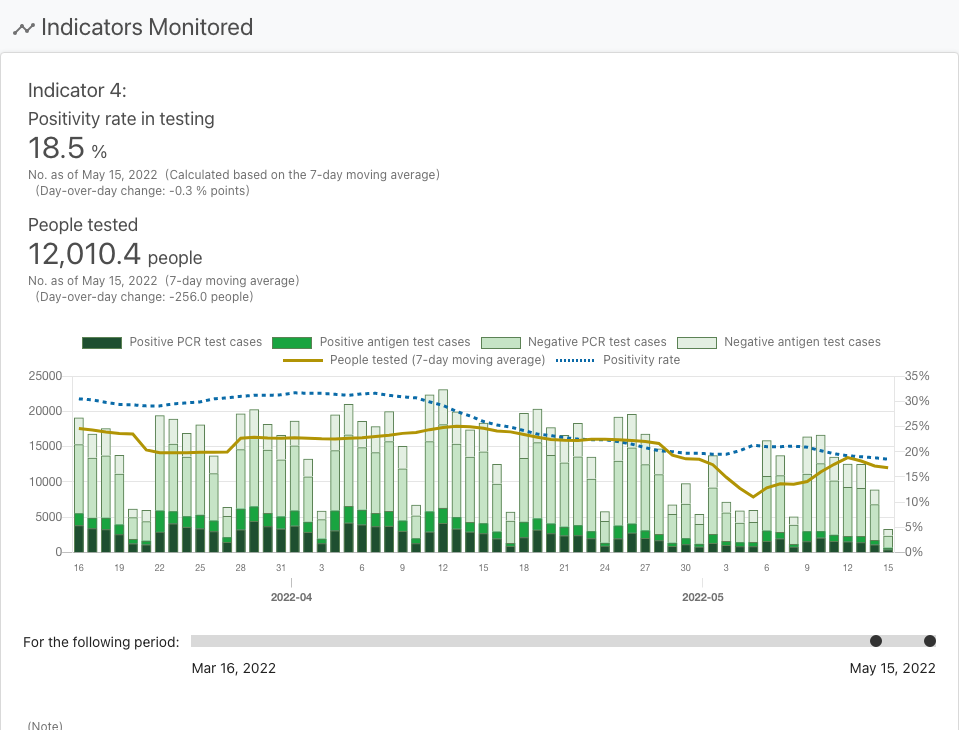 Indicators Monitored
Indicator 4:
Positivity rate in testing
18.5 %
No. as of May 15, 2022 (Calculated based on the 7-day moving average)
(Day-over-day change: -0.3 % points)
People tested
12,010.4 people
No. as of May 15, 2022 (7-day moving average)
(Day-over-day change: -256.0 people)
Positive PCR test cases Positive antigen test cases Negative PCR test cases Negative antigen test cases
People tested (7-day moving average) Positivity rate
25000 35%
20000 30%
15000 25%
10000 20%
5000 15%
0 10%
5%
0%
16 19 22 25 28 31 3 6 9 12 15 18 21 24 27 30 3 6 9 12 15
2022-04 2022-05
For the following period:
Mar 16, 2022 May 15, 2022
(Note)